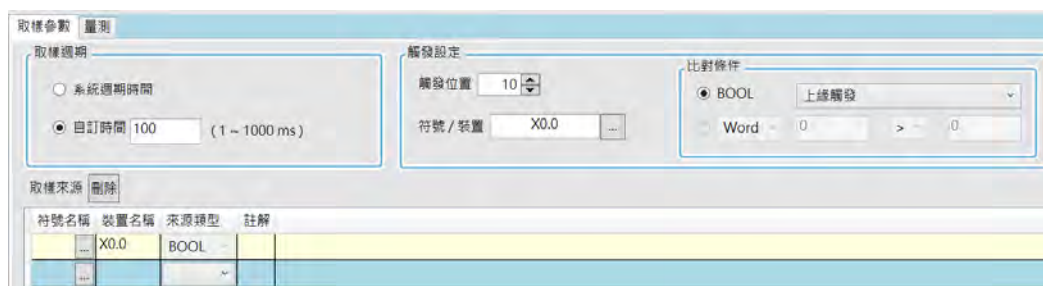 取樣參數 量測
取樣週期
系統週期時間
自訂時間 100 (1 ~ 1000 ms)
觸發設定
觸發位置 10
符號 / 裝置 X0.0 ...
比對條件
BOOL 上緣觸發
Word 0 > 0
取樣來源 刪除
符號名稱 裝置名稱 來源類型 註解
... X0.0 BOOL
...